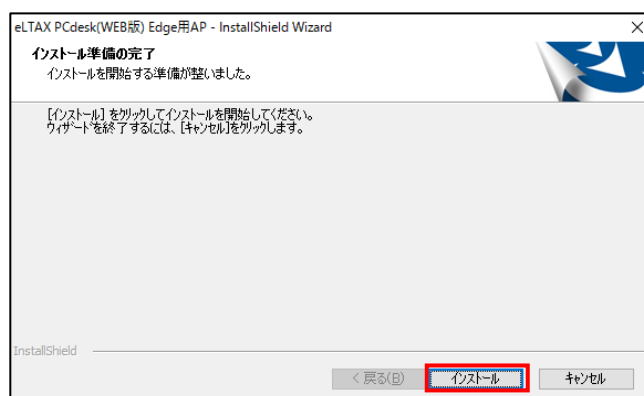 eLTAX PCdesk(WEB版) Edge用AP - InstallShield Wizard
インストール準備の完了
インストールを開始する準備が整いました。
[インストール] をクリックしてインストールを開始してください。
ウィザードを終了するには、[キャンセル]をクリックします。
InstallShield
< 戻る(B)
インストール
キャンセル